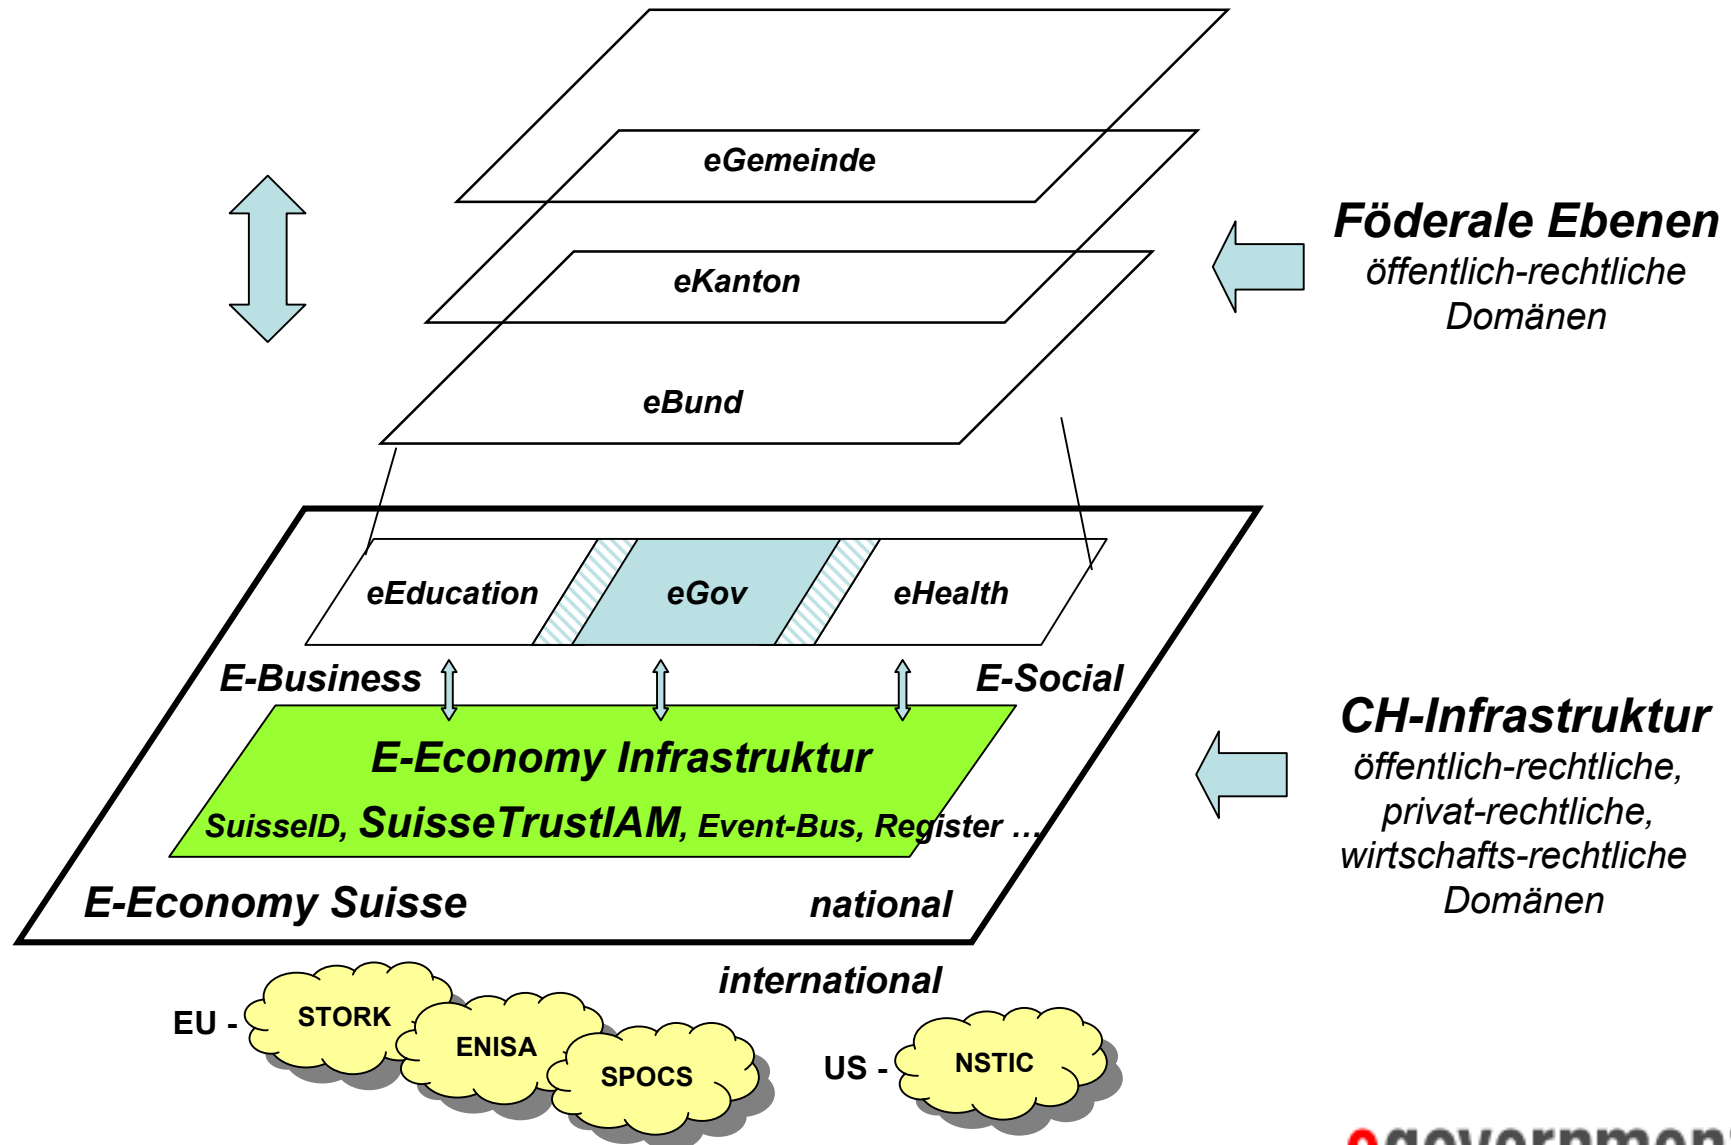 eGemeinde
eKanton
eBund
Föderale Ebenen
öffentlich-rechtliche
Domänen
eEducation
eGov
eHealth
E-Business
E-Social
E-Economy Infrastruktur
SuisseID, SuisseTrustIAM, Event-Bus, Register ...
E-Economy Suisse
national
CH-Infrastruktur
öffentlich-rechtliche,
privat-rechtliche,
wirtschafts-rechtliche
Domänen
international
EU -
STORK
ENISA
SPOCS
US -
NSTIC
egovernment